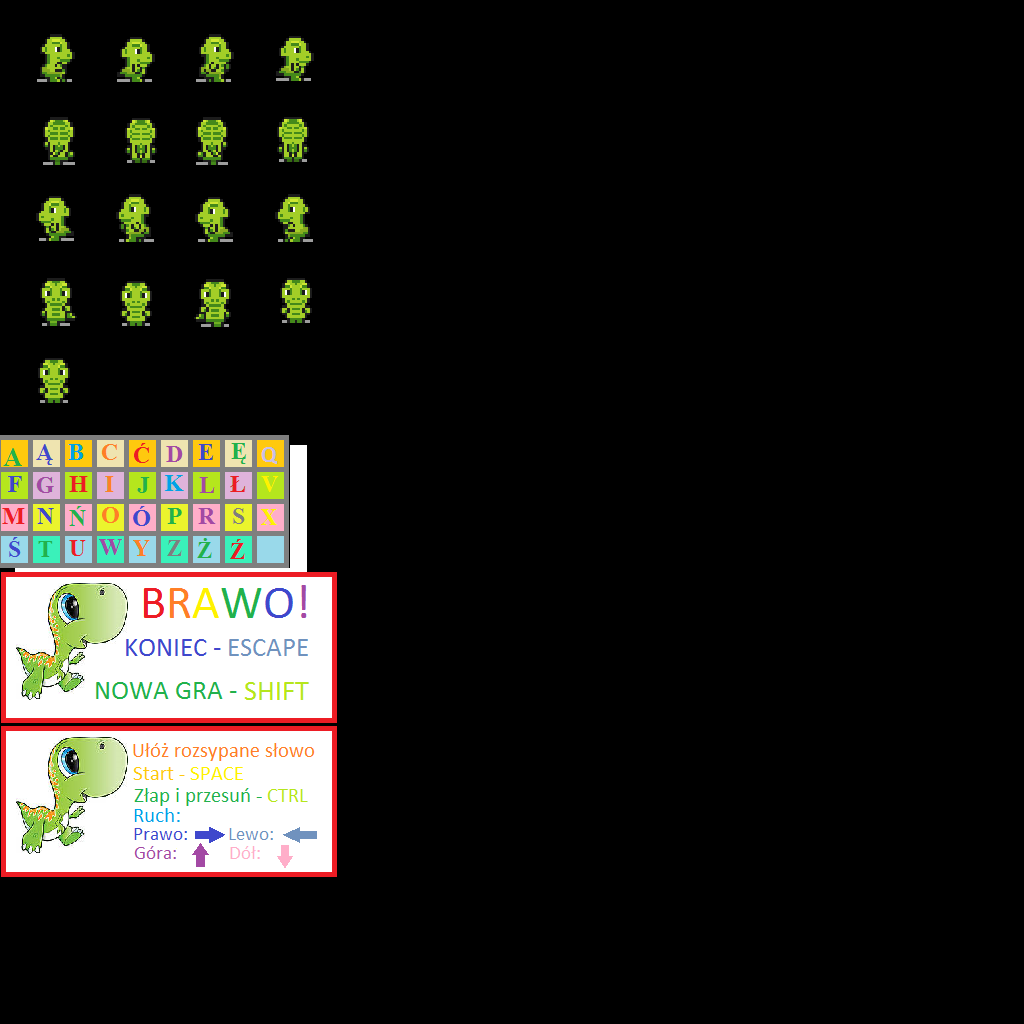 A Ą B C Ć D E Ę Q
F G H I J K L Ł V
M N Ń O Ó P R S X
Ś T U W Y Z Ż Ź
BRAWO!
KONIEC - ESCAPE
NOWA GRA - SHIFT
Ułóż rozsypane słowo
Start - SPACE
Złap i przesuń - CTRL
Ruch:
Prawo: Lewo:
Góra: Dół: